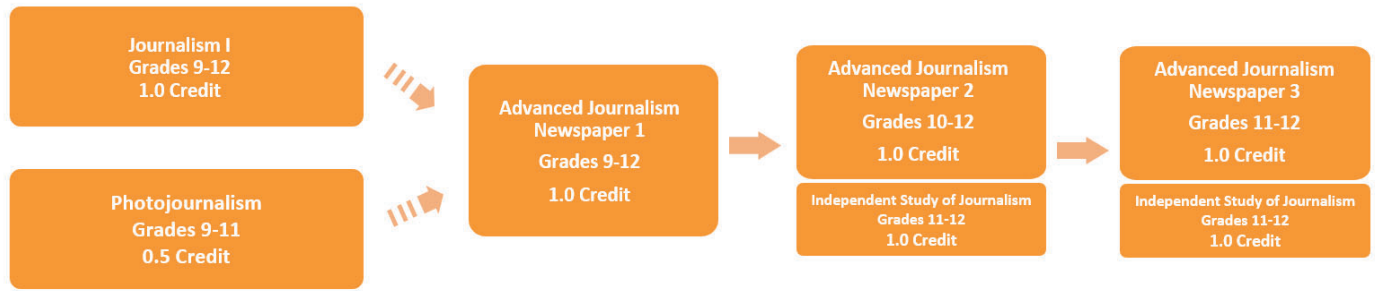 Journalism I
Grades 9-12
1.0 Credit
Photojournalism
Grades 9-11
0.5 Credit
Advanced Journalism
Newspaper 1
Grades 9-12
1.0 Credit
Advanced Journalism
Newspaper 2
Grades 10-12
1.0 Credit
Independent Study of Journalism
Grades 11-12
1.0 Credit
Advanced Journalism
Newspaper 3
Grades 11-12
1.0 Credit
Independent Study of Journalism
Grades 11-12
1.0 Credit